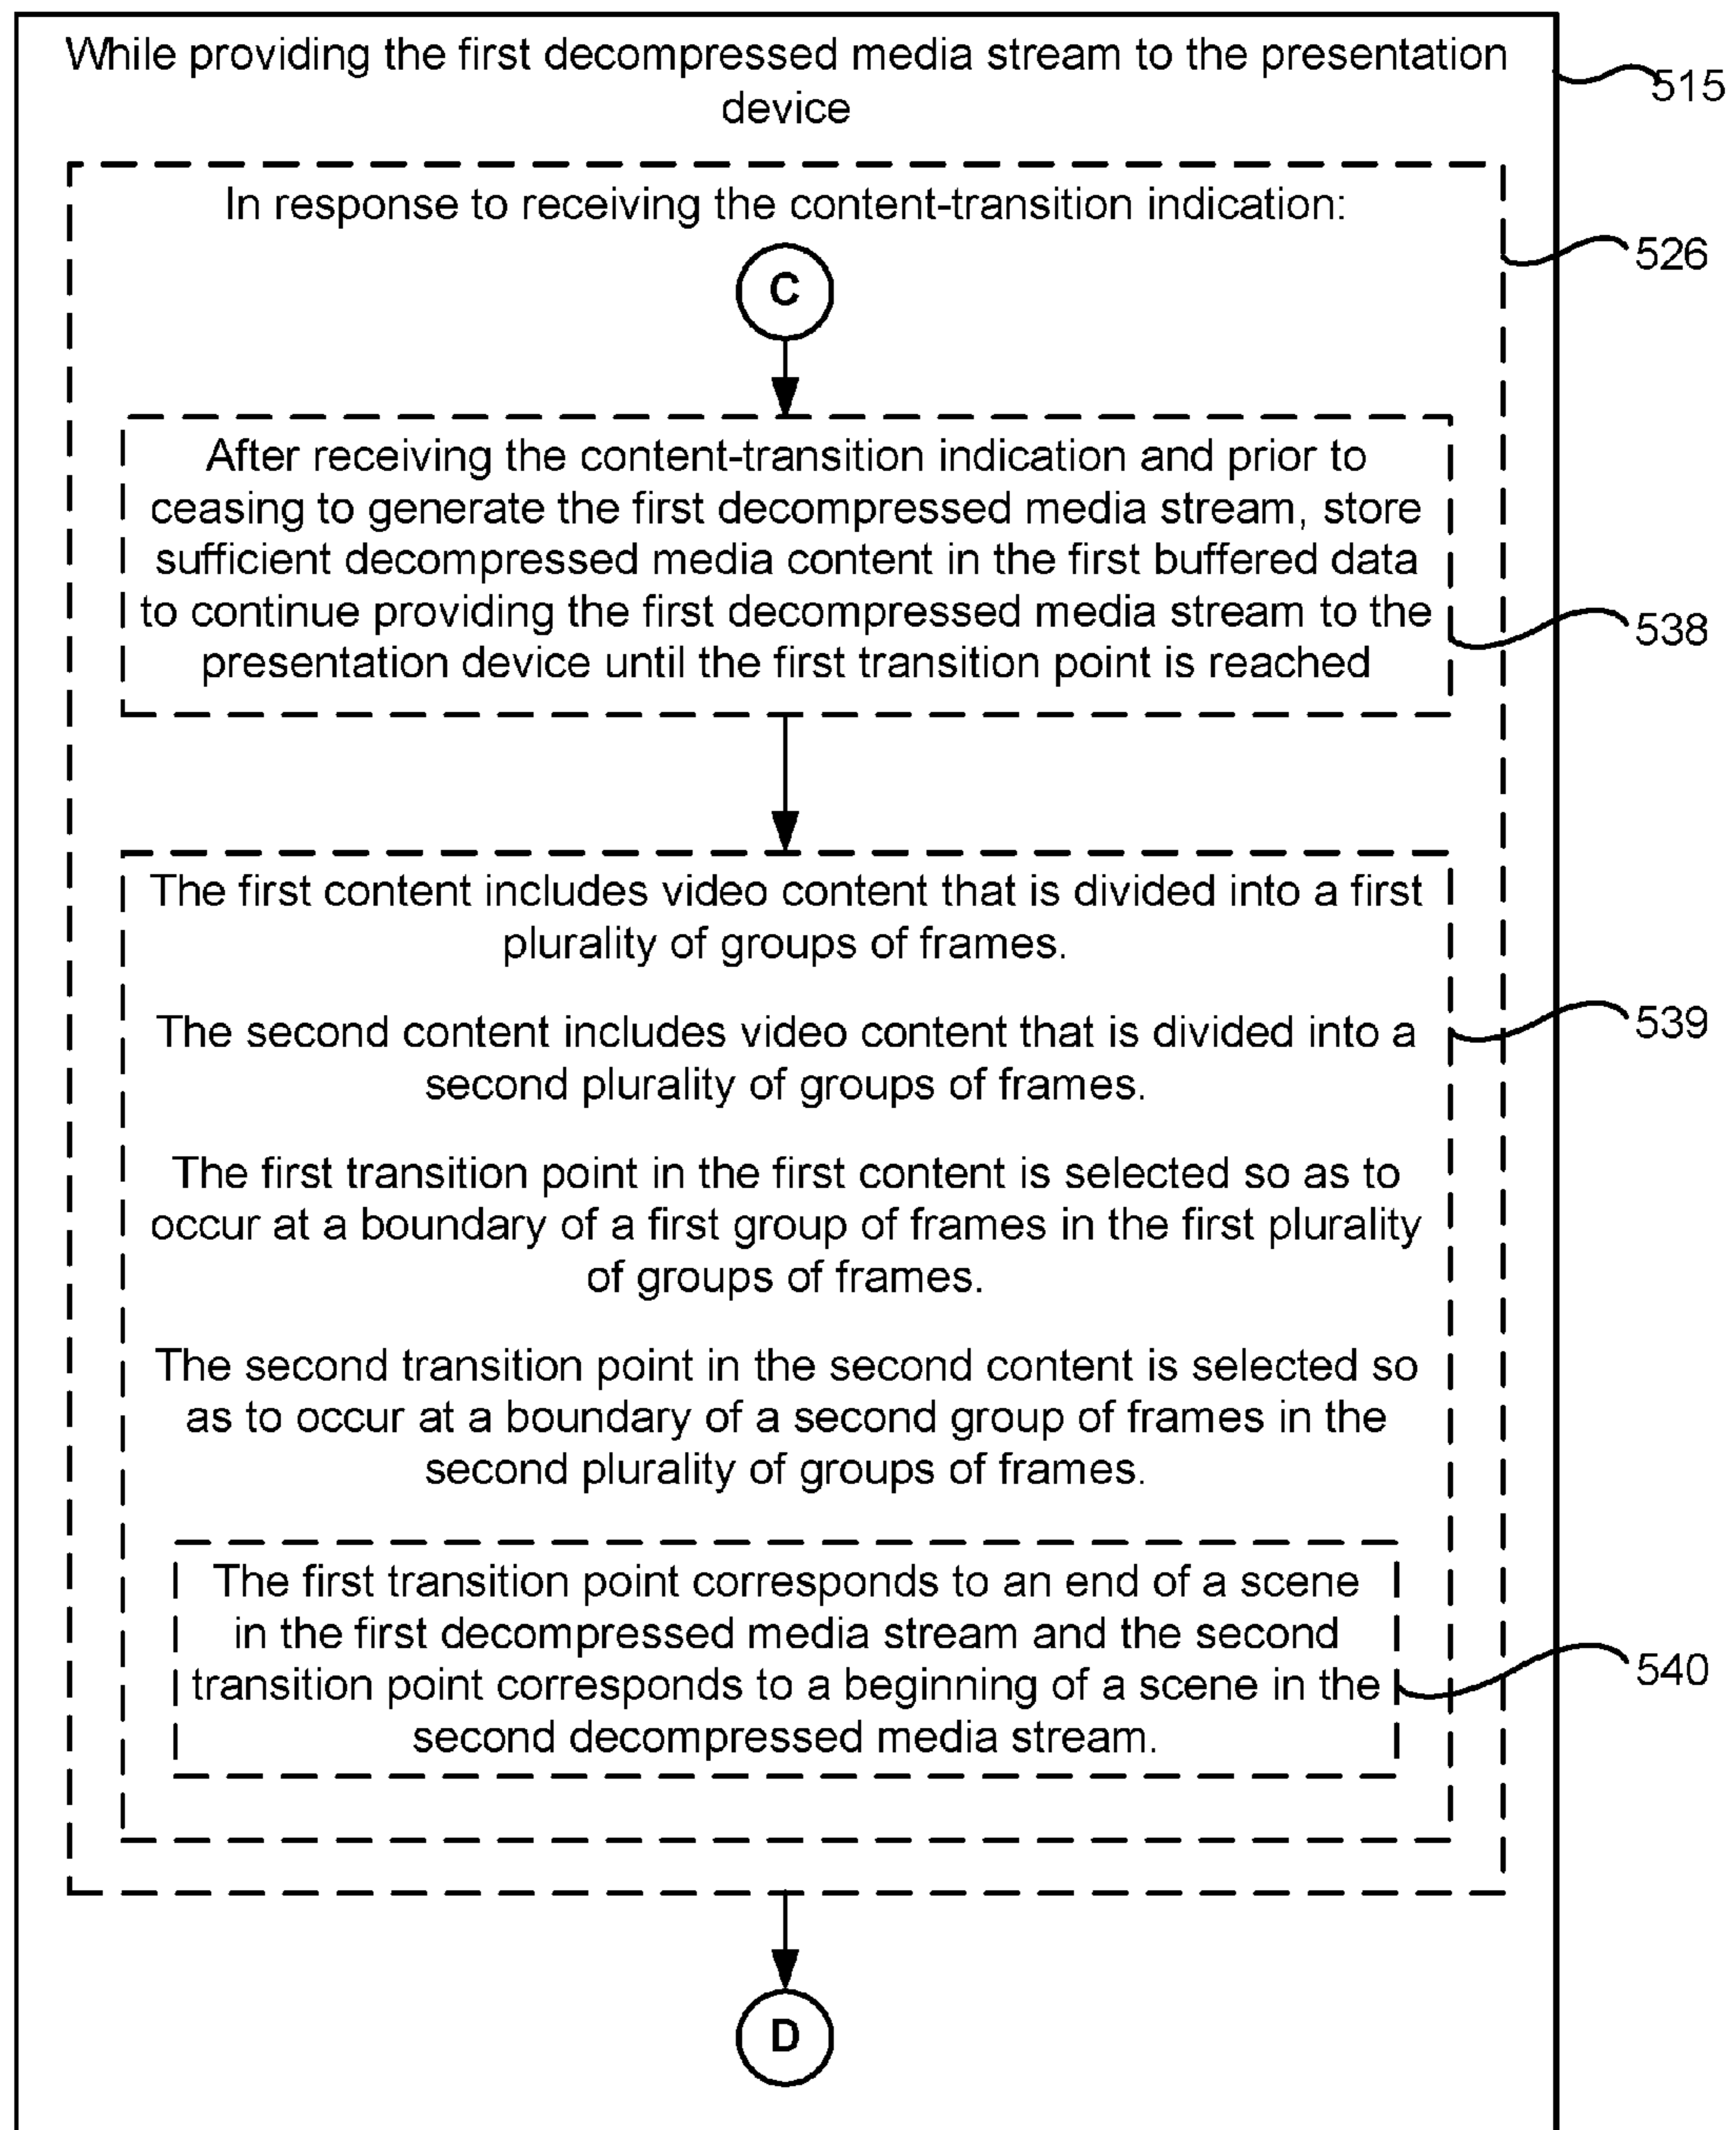 While providing the first decompressed media stream to the presentation
device
515
In response to receiving the content-transition indication:
526
C
After receiving the content-transition indication and prior to
ceasing to generate the first decompressed media stream, store
sufficient decompressed media content in the first buffered data
to continue providing the first decompressed media stream to the
presentation device until the first transition point is reached
538
The first content includes video content that is divided into a first
plurality of groups of frames.
The second content includes video content that is divided into a
second plurality of groups of frames.
539
The first transition point in the first content is selected so as to
occur at a boundary of a first group of frames in the first plurality
of groups of frames.
The second transition point in the second content is selected so
as to occur at a boundary of a second group of frames in the
second plurality of groups of frames.
The first transition point corresponds to an end of a scene
in the first decompressed media stream and the second
transition point corresponds to a beginning of a scene in the
second decompressed media stream.
540
D